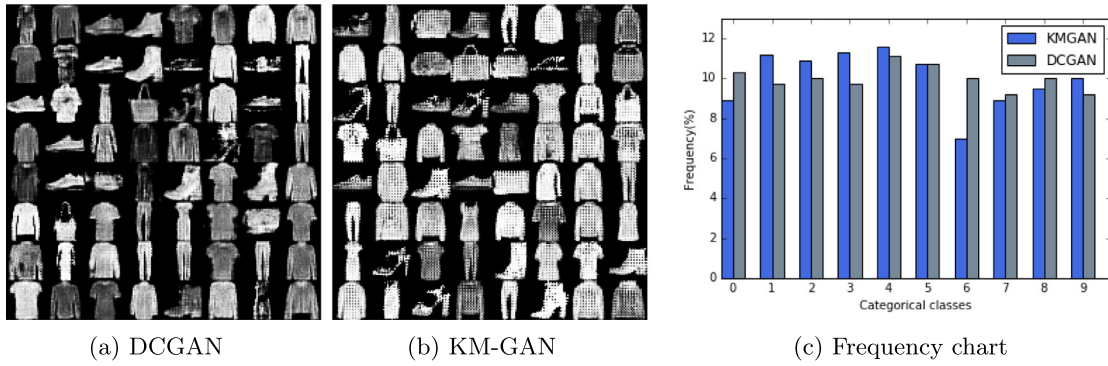 12
10
8
6
4
2
0
Frequency(%)
KMGAN
DCGAN
0 1 2 3 4 5 6 7 8 9
Categorical classes
(a) DCGAN (b) KM-GAN (c) Frequency chart